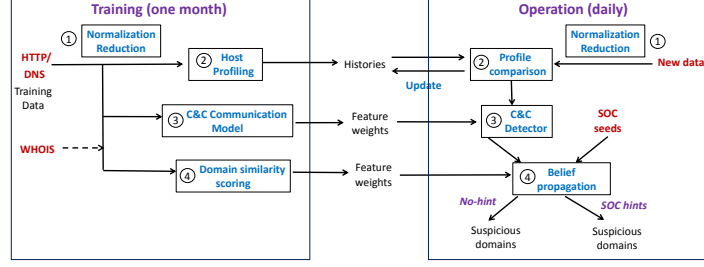 Training (one month)
Operation (daily)
1
Normalization
Reduction
HTTP/
DNS
Training
Data
2
Host
Profiling
3
C&C Communication
Model
WHOIS
4
Domain similarity
scoring
Histories
Update
Feature
weights
Feature
weights
Normalization
Reduction
1
2
Profile
comparison
New data
3
C&C
Detector
SOC
seeds
4
Belief
propagation
No-hint
SOC hints
Suspicious
domains
Suspicious
domains